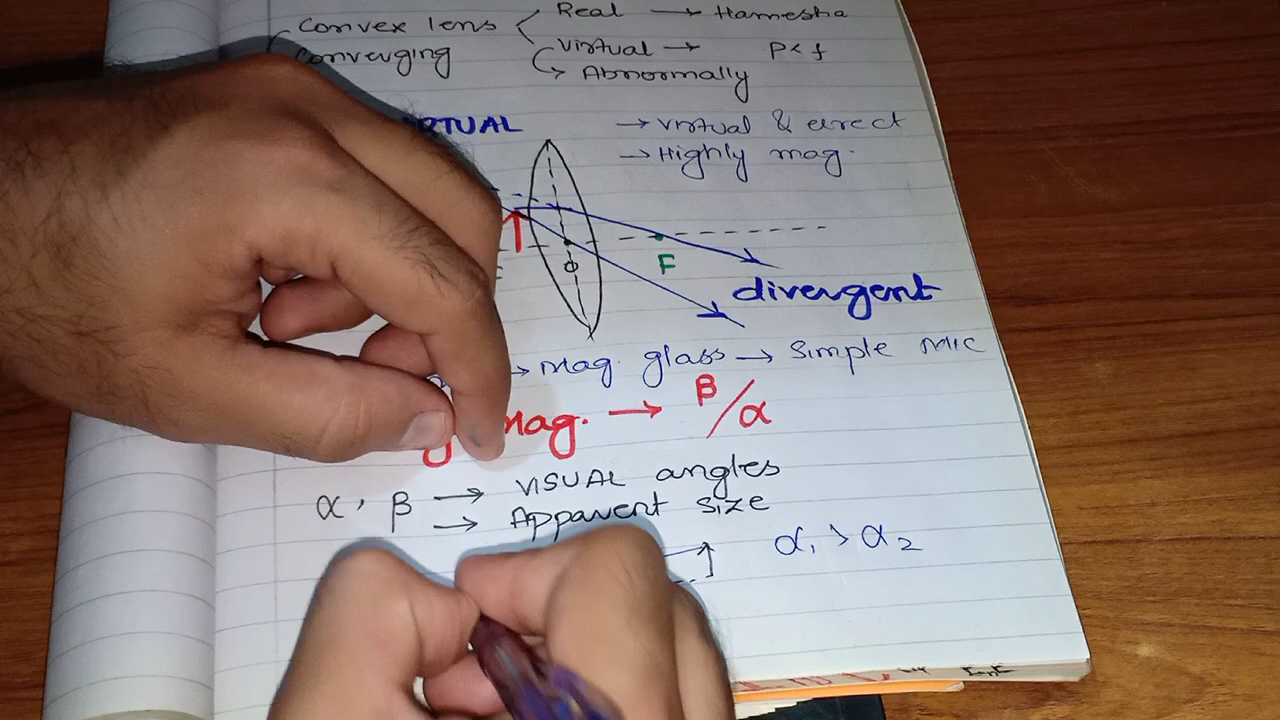 Convex lens Real → Hamesha
Converging Virtual → P < f
→ Abnormally
RTUAL → Virtual & erect
→ Highly mag.
F
O
divergent
→ Mag. glass → Simple Mic
mag. → β/α
α, β → VISUAL angles
→ Apparent size
α₁ > α₂